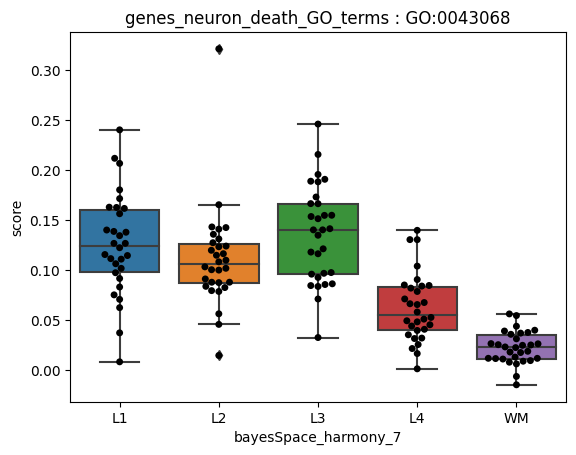 genes_neuron_death_GO_terms : GO:0043068
score
0.30
0.25
0.20
0.15
0.10
0.05
0.00
L1 L2 L3 L4 WM
bayesSpace_harmony_7